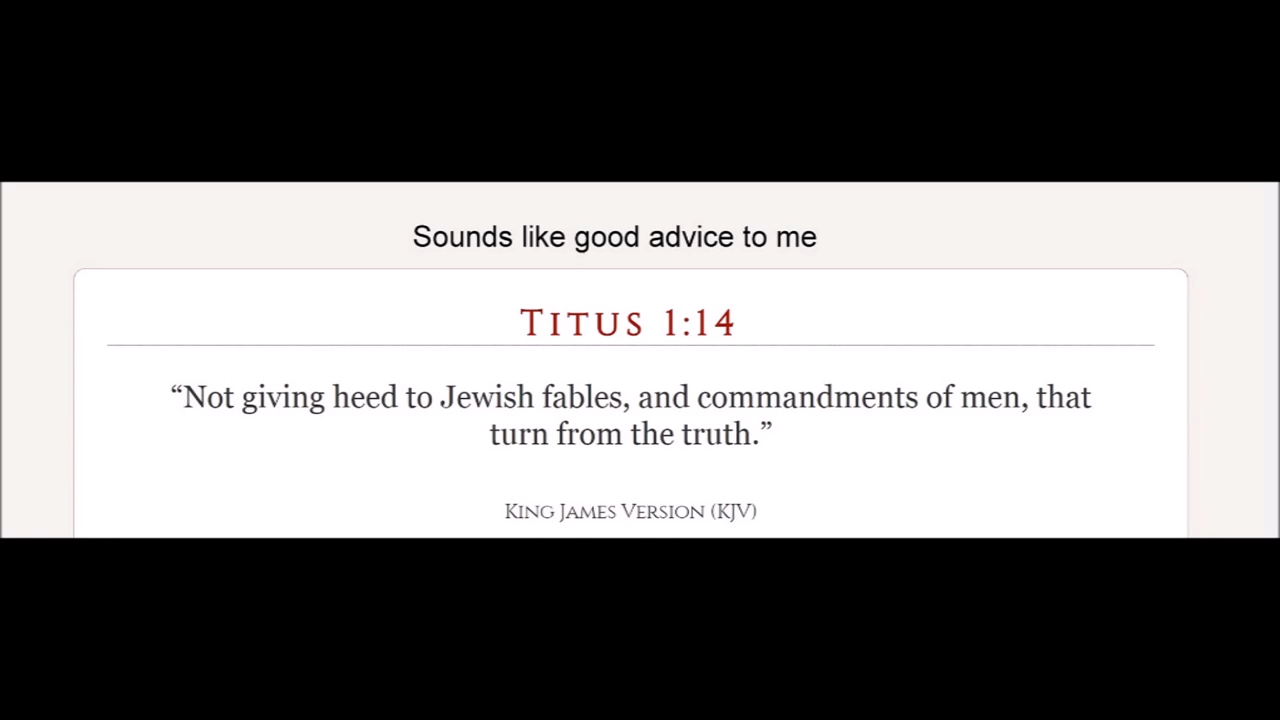 Sounds like good advice to me
Titus 1:14
“Not giving heed to Jewish fables, and commandments of men, that
turn from the truth.”
King James Version (KJV)